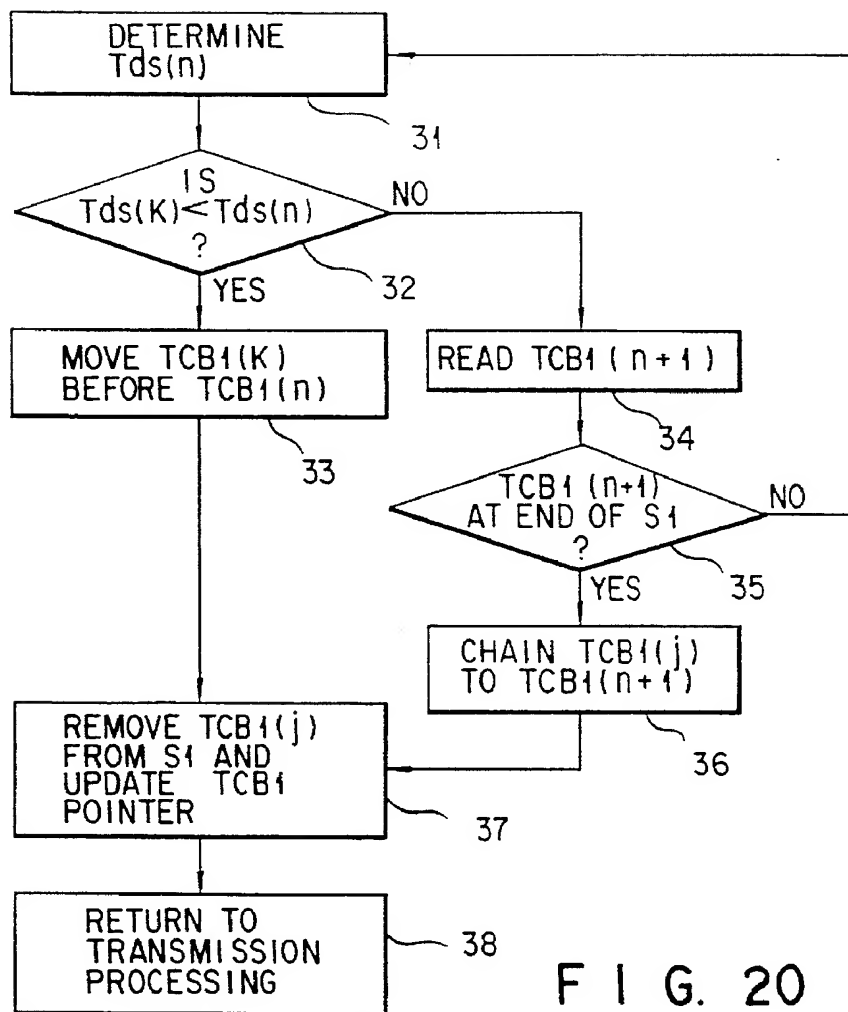 DETERMINE
Tds(n)
31
IS
Tds(K)<Tds(n)
?
NO
32
YES
MOVE TCB1(K)
BEFORE TCB1(n)
33
READ TCB1(n+1)
34
TCB1(n+1)
AT END OF S1
?
NO
35
YES
CHAIN TCB1(j)
TO TCB1(n+1)
36
REMOVE TCB1(j)
FROM S1 AND
UPDATE TCB1
POINTER
37
RETURN TO
TRANSMISSION
PROCESSING
38
FIG. 20